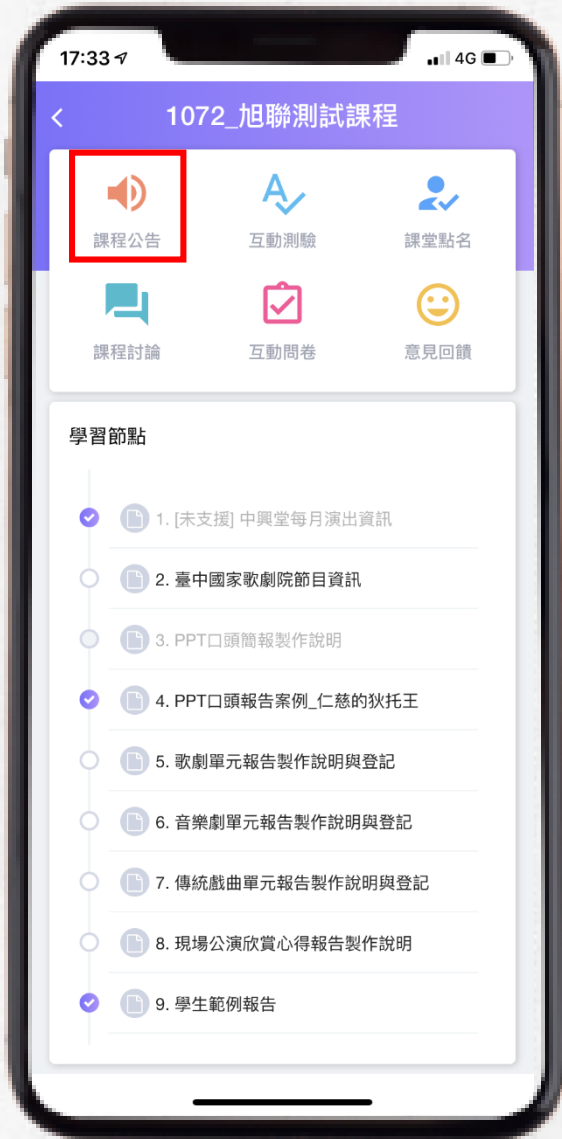 17:33
4G
1072_旭聯測試課程
課程公告
互動測驗
課堂點名
課程討論
互動問卷
意見回饋
學習節點
1. [未支援] 中興堂每月演出資訊
2. 臺中國家歌劇院節目資訊
3. PPT口頭簡報製作說明
4. PPT口頭報告案例_仁慈的狄托王
5. 歌劇單元報告製作說明與登記
6. 音樂劇單元報告製作說明與登記
7. 傳統戲曲單元報告製作說明與登記
8. 現場公演欣賞心得報告製作說明
9. 學生範例報告